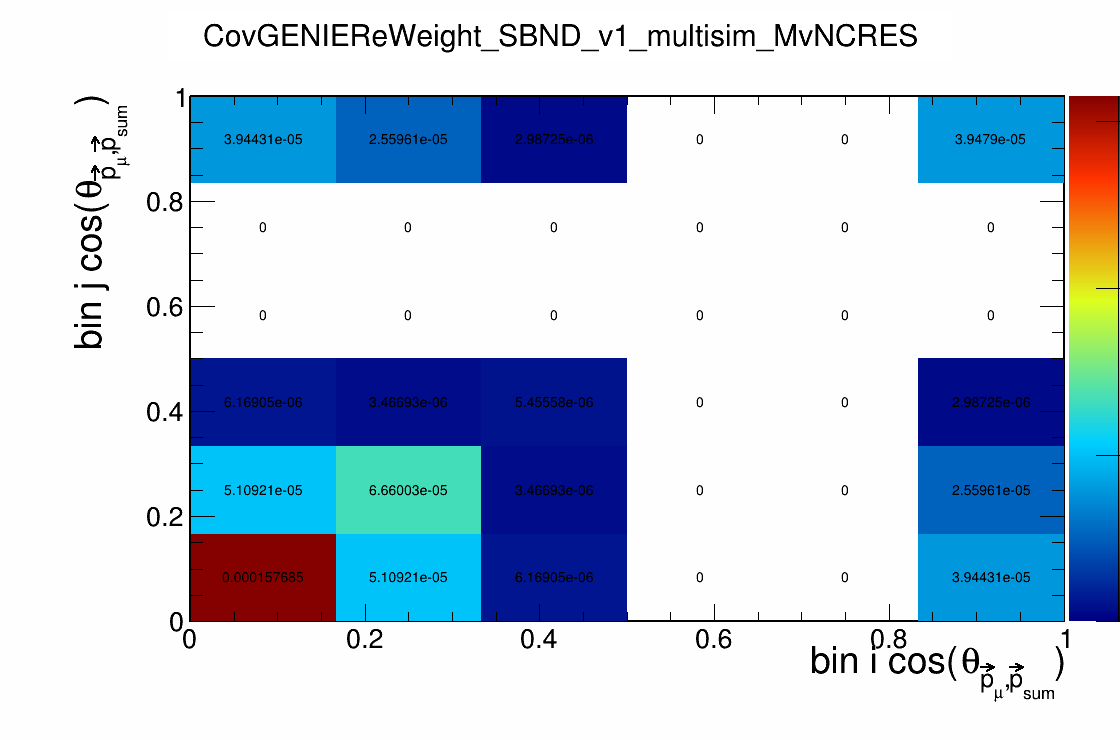 CovGENIEReWeight_SBND_v1_multisim_MvNCRES
bin j cos(θ p⃗μ,p⃗sum)
1
3.94431e-05 2.55961e-05 2.98725e-06 0 0 3.9479e-05
0.8
0 0 0 0 0 0
0.6
0 0 0 0 0 0
0.4
6.16905e-06 3.46693e-06 5.45558e-06 0 0 2.98725e-06
5.10921e-05 6.66003e-05 3.46693e-06 0 0 2.55961e-05
0.2
0.000157685 5.10921e-05 6.16905e-06 0 0 3.94431e-05
0
0 0.2 0.4 0.6 0.8 1
bin i cos(θ p⃗μ,p⃗sum)